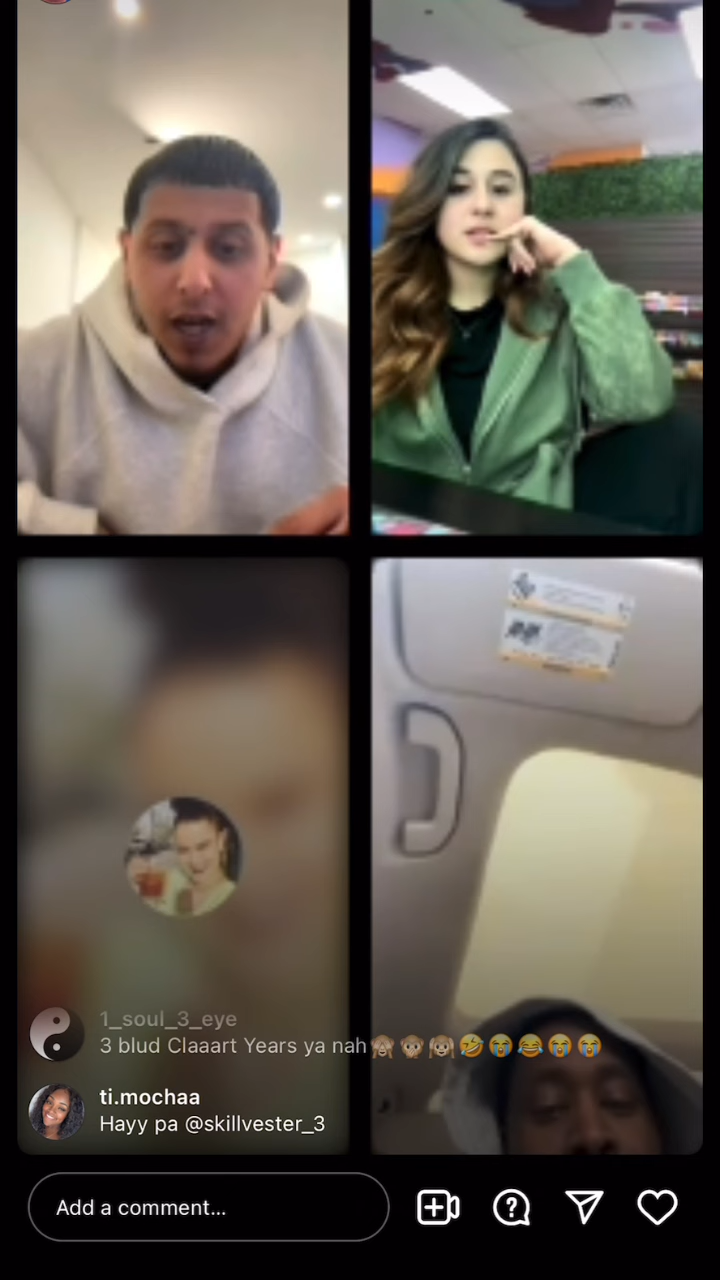 1_soul_3_eye
3 blud Claaart Years ya nah🙈🐵🙉🤣😭😂😭😭
ti.mochaa
Hayy pa @skillvester_3
Add a comment...